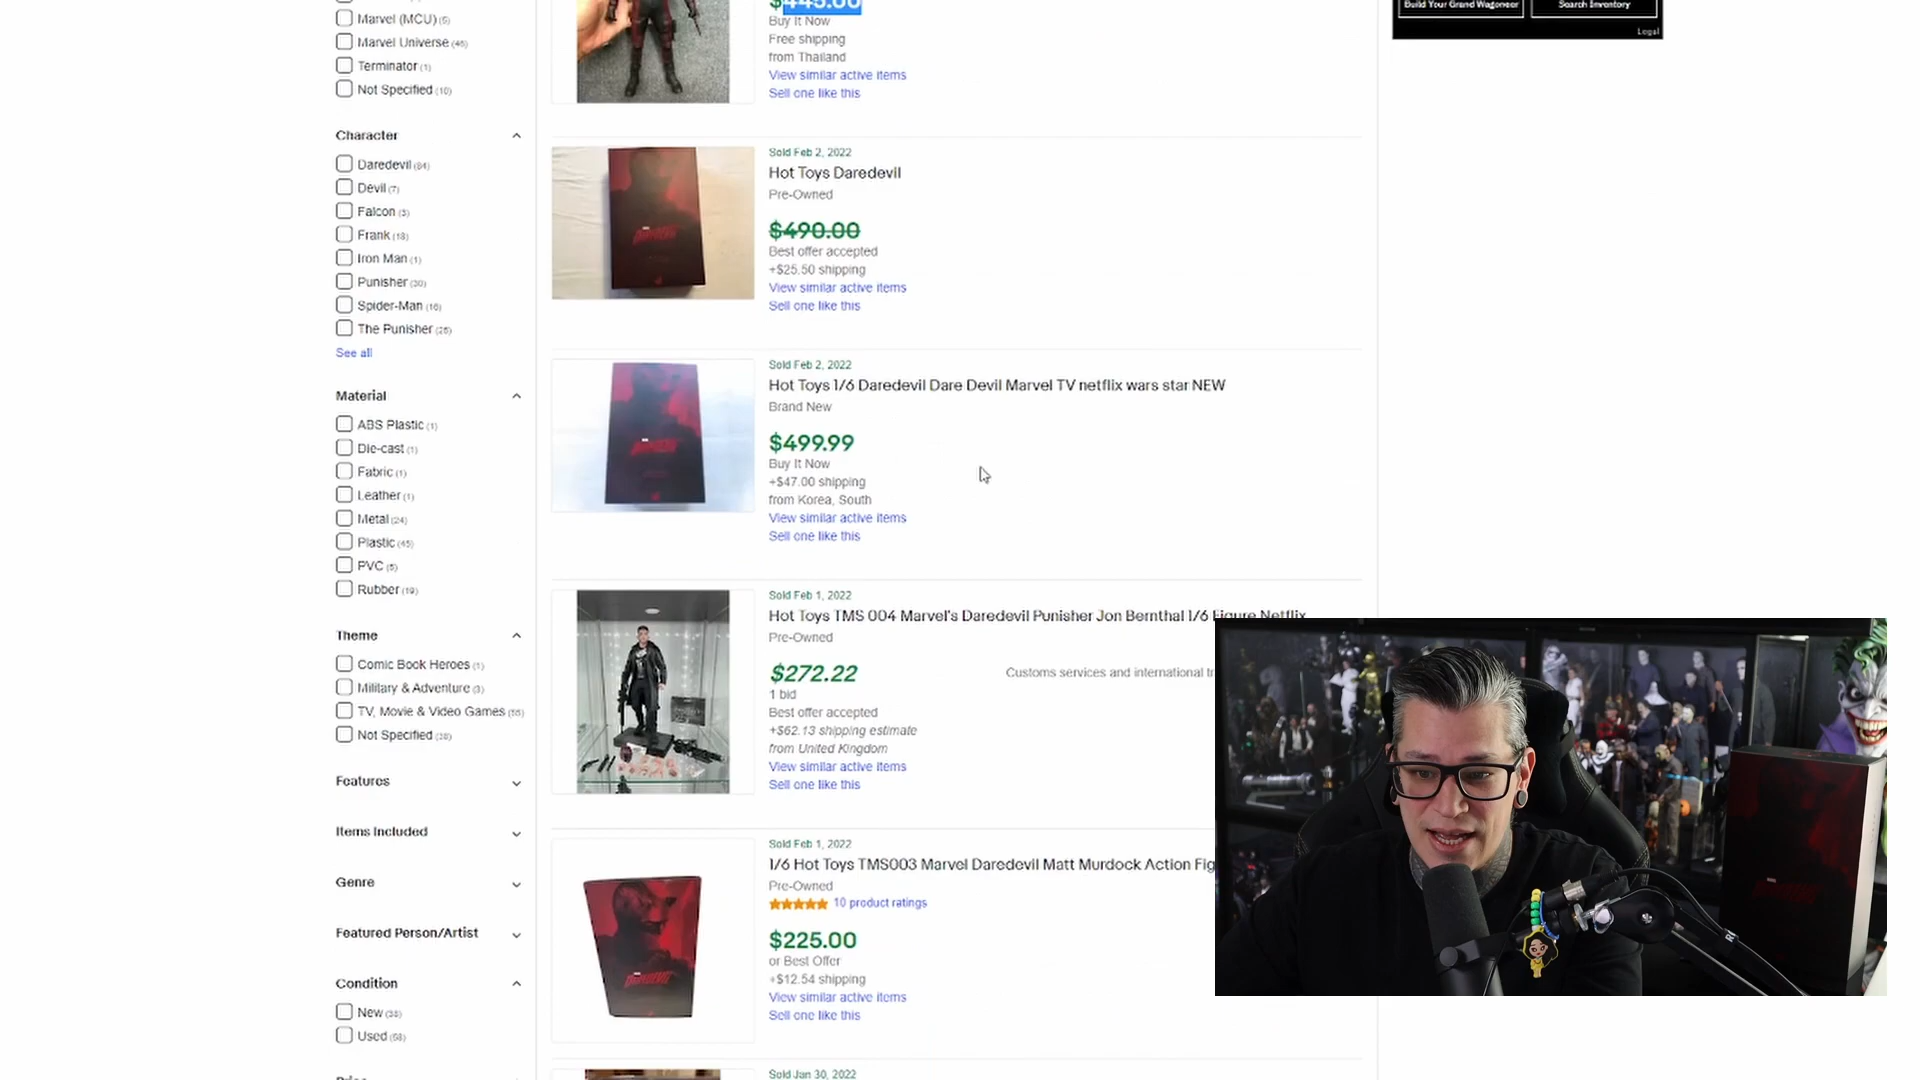 Marvel (MCU) (5)
Marvel Universe (46)
Terminator (1)
Not Specified (10)
Character
Daredevil (84)
Devil (7)
Falcon (3)
Frank (18)
Iron Man (1)
Punisher (30)
Spider-Man (16)
The Punisher (26)
See all
Material
ABS Plastic (1)
Die-cast (1)
Fabric (1)
Leather (1)
Metal (24)
Plastic (45)
PVC (5)
Rubber (19)
Theme
Comic Book Heroes (1)
Military & Adventure (3)
TV, Movie & Video Games (55)
Not Specified (38)
Features
Items Included
Genre
Featured Person/Artist
Condition
New (38)
Used (58)
$445.00
Buy It Now
Free shipping
from Thailand
View similar active items
Sell one like this
Sold Feb 2, 2022
Hot Toys Daredevil
Pre-Owned
$490.00
Best offer accepted
+$25.50 shipping
View similar active items
Sell one like this
Sold Feb 2, 2022
Hot Toys 1/6 Daredevil Dare Devil Marvel TV netflix wars star NEW
Brand New
$499.99
Buy It Now
+$47.00 shipping
from Korea, South
View similar active items
Sell one like this
Sold Feb 1, 2022
Hot Toys TMS 004 Marvel's Daredevil Punisher Jon Bernthal 1/6 Figure Netflix
Pre-Owned
$272.22
Customs services and international tr
1 bid
Best offer accepted
+$62.13 shipping estimate
from United Kingdom
View similar active items
Sell one like this
Sold Feb 1, 2022
1/6 Hot Toys TMS003 Marvel Daredevil Matt Murdock Action Fig
Pre-Owned
10 product ratings
$225.00
or Best Offer
+$12.54 shipping
View similar active items
Sell one like this
Sold Jan 30, 2022
Build Your Grand Wagoneer
Search Inventory
Legal